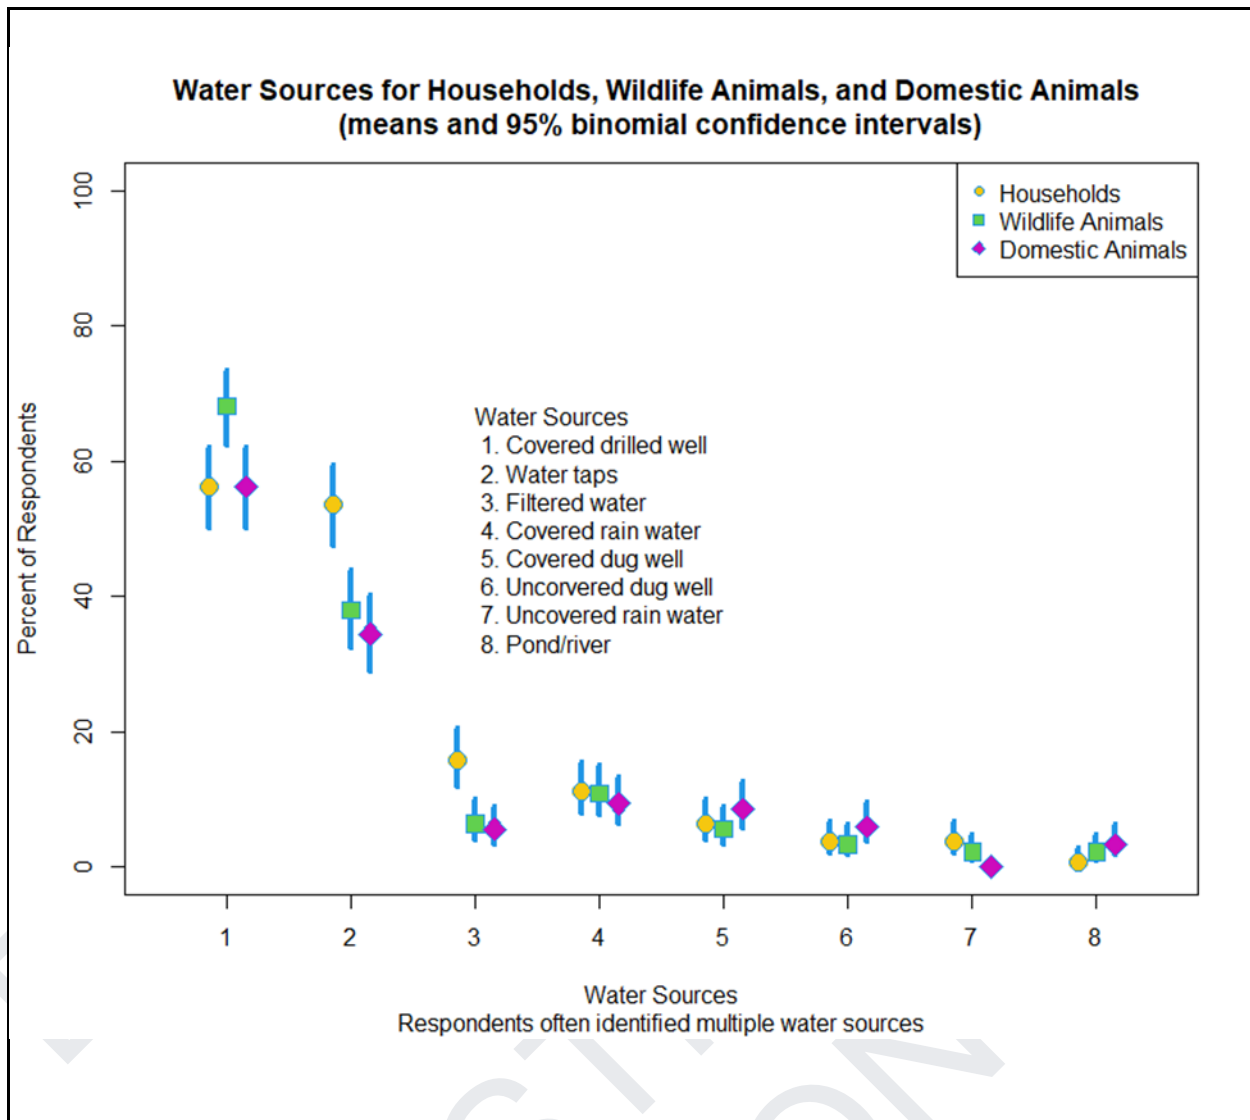 Water Sources for Households, Wildlife Animals, and Domestic Animals
(means and 95% binomial confidence intervals)
Households
Wildlife Animals
Domestic Animals
100
80
60
40
20
0
Percent of Respondents
Water Sources
1. Covered drilled well
2. Water taps
3. Filtered water
4. Covered rain water
5. Covered dug well
6. Uncorvered dug well
7. Uncovered rain water
8. Pond/river
1 2 3 4 5 6 7 8
Water Sources
Respondents often identified multiple water sources